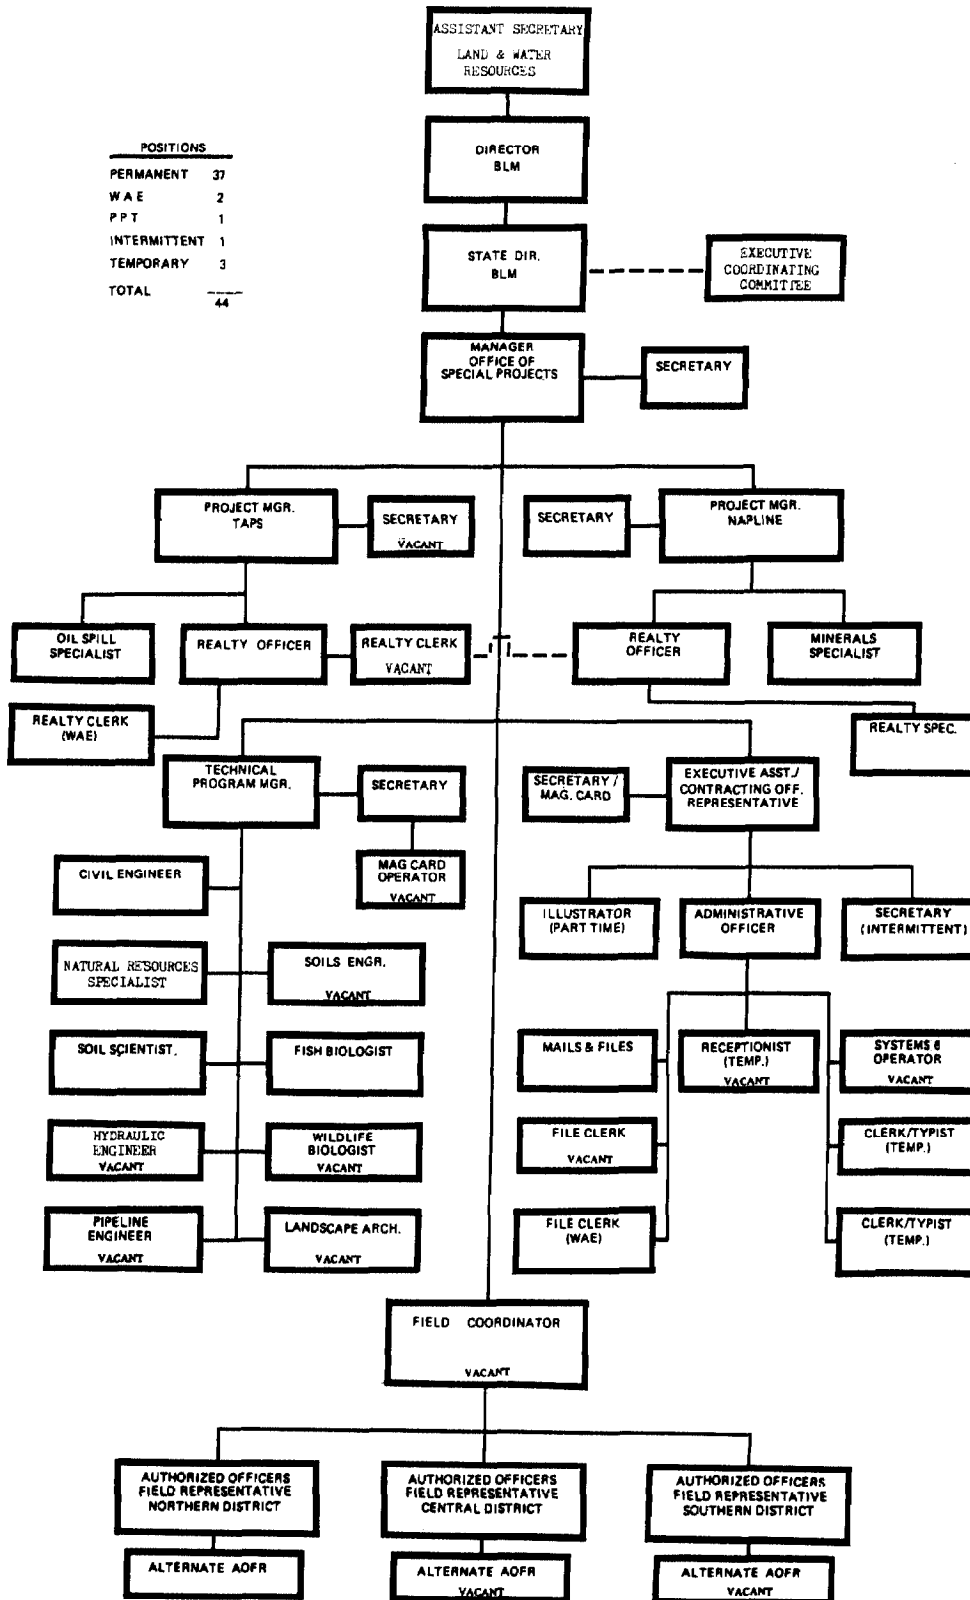 ASSISTANT SECRETARY
LAND & WATER
RESOURCES
DIRECTOR
BLM
POSITIONS
PERMANENT 37
WAE 2
PPT 1
INTERMITTENT 1
TEMPORARY 3
TOTAL 44
STATE DIR.
BLM
EXECUTIVE
COORDINATING
COMMITTEE
MANAGER
OFFICE OF
SPECIAL PROJECTS
SECRETARY
PROJECT MGR.
TAPS
SECRETARY
VACANT
SECRETARY
PROJECT MGR.
NAPLINE
OIL SPILL
SPECIALIST
REALTY OFFICER
REALTY CLERK
VACANT
REALTY
OFFICER
MINERALS
SPECIALIST
REALTY CLERK
(WAE)
REALTY SPEC.
TECHNICAL
PROGRAM MGR.
SECRETARY
SECRETARY /
MAG. CARD
EXECUTIVE ASST./
CONTRACTING OFF.
REPRESENTATIVE
CIVIL ENGINEER
MAG CARD
OPERATOR
VACANT
ILLUSTRATOR
(PART TIME)
ADMINISTRATIVE
OFFICER
SECRETARY
(INTERMITTENT)
NATURAL RESOURCES
SPECIALIST
SOILS ENGR.
VACANT
SOIL SCIENTIST.
FISH BIOLOGIST
MAILS & FILES
RECEPTIONIST
(TEMP.)
VACANT
SYSTEMS 6
OPERATOR
VACANT
HYDRAULIC
ENGINEER
VACANT
WILDLIFE
BIOLOGIST
VACANT
FILE CLERK
VACANT
CLERK/TYPIST
(TEMP.)
PIPELINE
ENGINEER
VACANT
LANDSCAPE ARCH.
VACANT
FILE CLERK
(WAE)
CLERK/TYPIST
(TEMP.)
FIELD COORDINATOR
VACANT
AUTHORIZED OFFICERS
FIELD REPRESENTATIVE
NORTHERN DISTRICT
AUTHORIZED OFFICERS
FIELD REPRESENTATIVE
CENTRAL DISTRICT
AUTHORIZED OFFICERS
FIELD REPRESENTATIVE
SOUTHERN DISTRICT
ALTERNATE AOFR
ALTERNATE AOFR
VACANT
ALTERNATE AOFR
VACANT